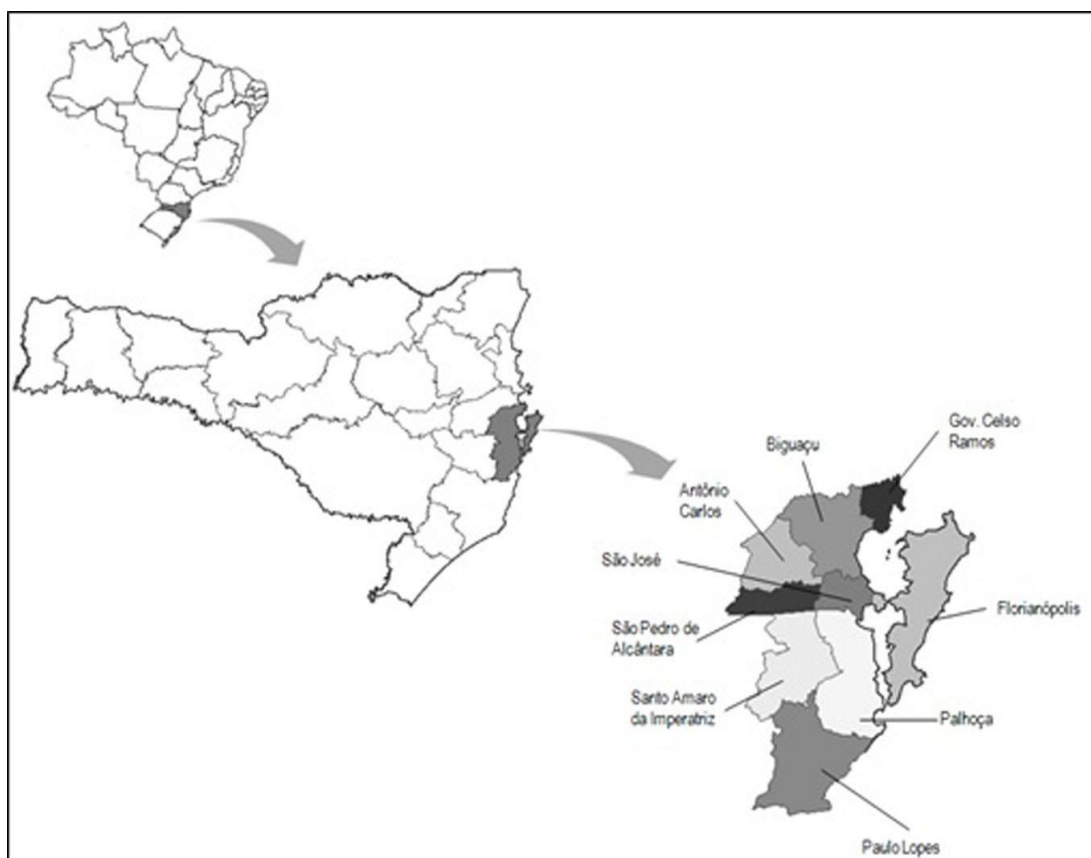 Gov. Celso
Ramos
Biguaçu
Antônio
Carlos
São José
Florianópolis
São Pedro de
Alcântara
Santo Amaro
da Imperatriz
Palhoça
Paulo Lopes